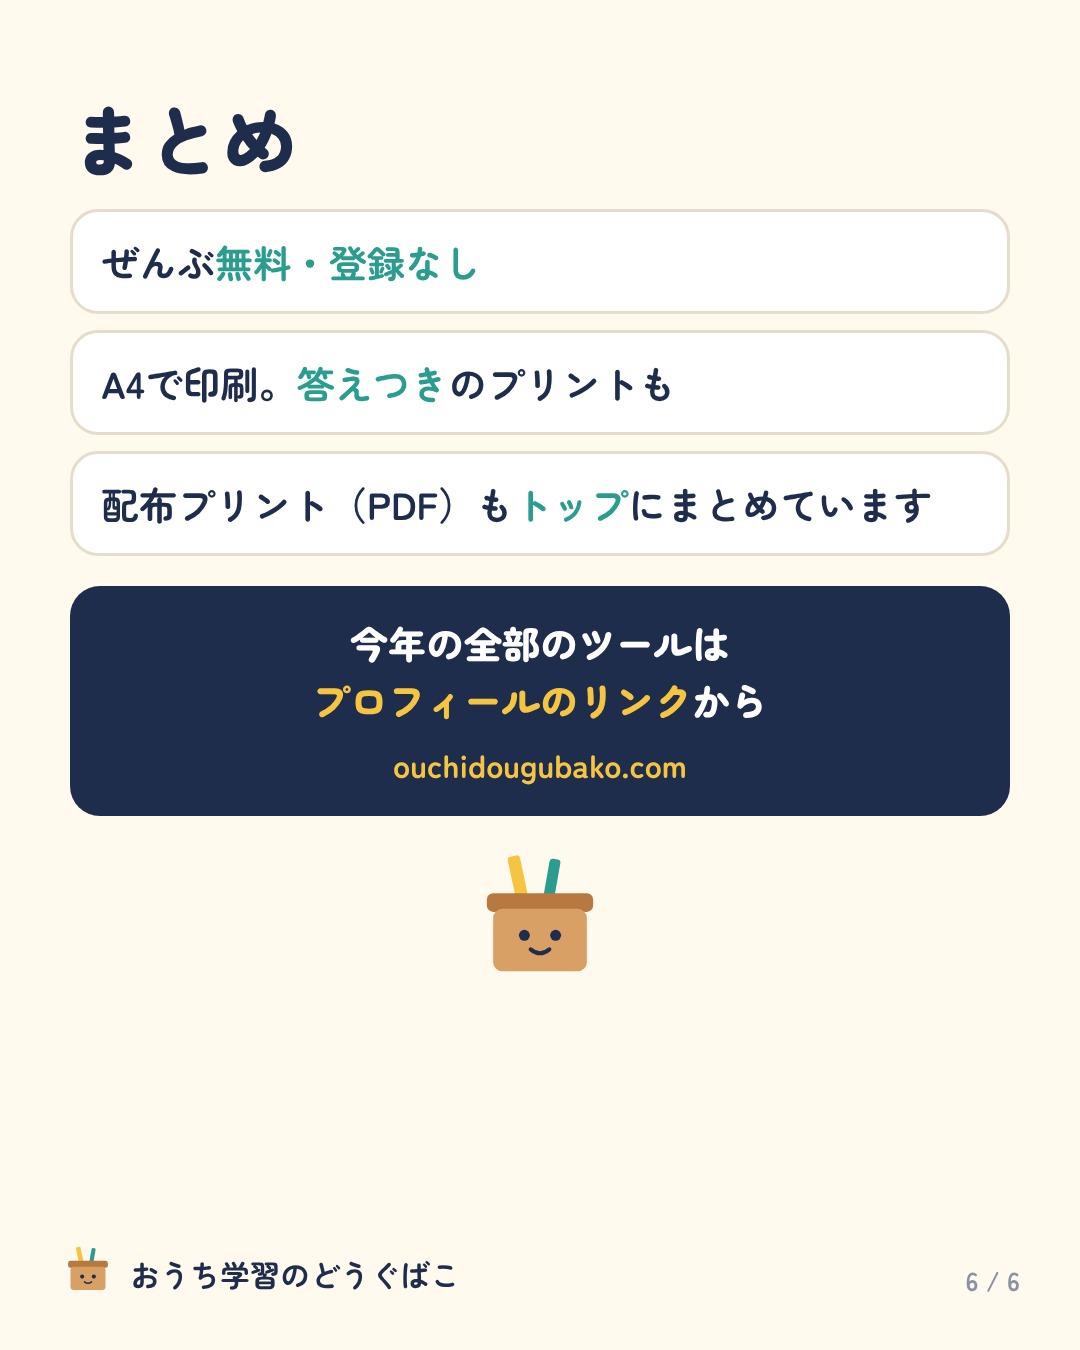 まとめ
ぜんぶ無料・登録なし
A4で印刷。答えつきのプリントも
配布プリント（PDF）もトップにまとめています
今年の全部のツールは
プロフィールのリンクから
ouchidougubako.com
おうち学習のどうぐばこ
6 / 6